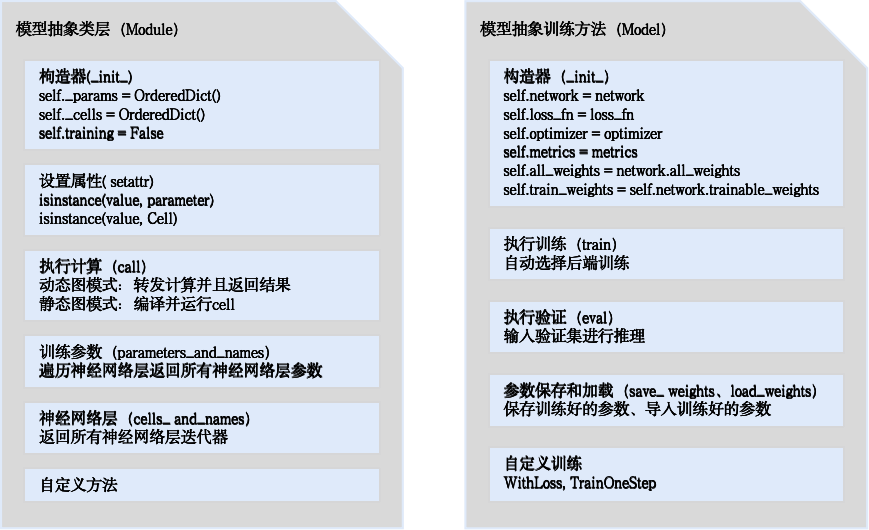 模型抽象类层（Module）
构造器(_init_)
self._params = OrderedDict()
self._cells = OrderedDict()
self.training = False
设置属性( setattr)
isinstance(value, parameter)
isinstance(value, Cell)
执行计算（call）
动态图模式：转发计算并且返回结果
静态图模式：编译并运行cell
训练参数（parameters_and_names）
遍历神经网络层返回所有神经网络层参数
神经网络层（cells_ and_names）
返回所有神经网络层迭代器
自定义方法
模型抽象训练方法（Model）
构造器（_init_）
self.network = network
self.loss_fn = loss_fn
self.optimizer = optimizer
self.metrics = metrics
self.all_weights = network.all_weights
self.train_weights = self.network.trainable_weights
执行训练（train）
自动选择后端训练
执行验证（eval）
输入验证集进行推理
参数保存和加载（save_ weights、load_weights）
保存训练好的参数、导入训练好的参数
自定义训练
WithLoss, TrainOneStep